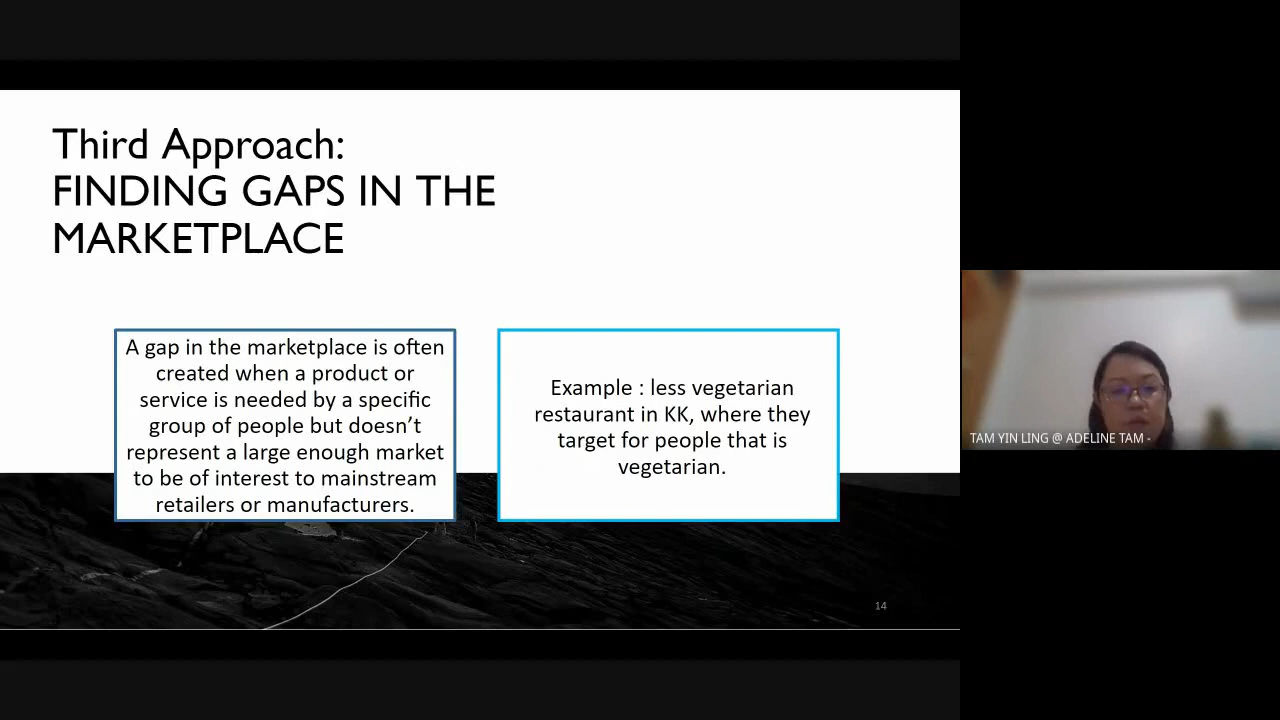 Third Approach:
FINDING GAPS IN THE
MARKETPLACE
A gap in the marketplace is often
created when a product or
service is needed by a specific
group of people but doesn’t
represent a large enough market
to be of interest to mainstream
retailers or manufacturers.
Example : less vegetarian
restaurant in KK, where they
target for people that is
vegetarian.
14
TAM YIN LING @ ADELINE TAM -